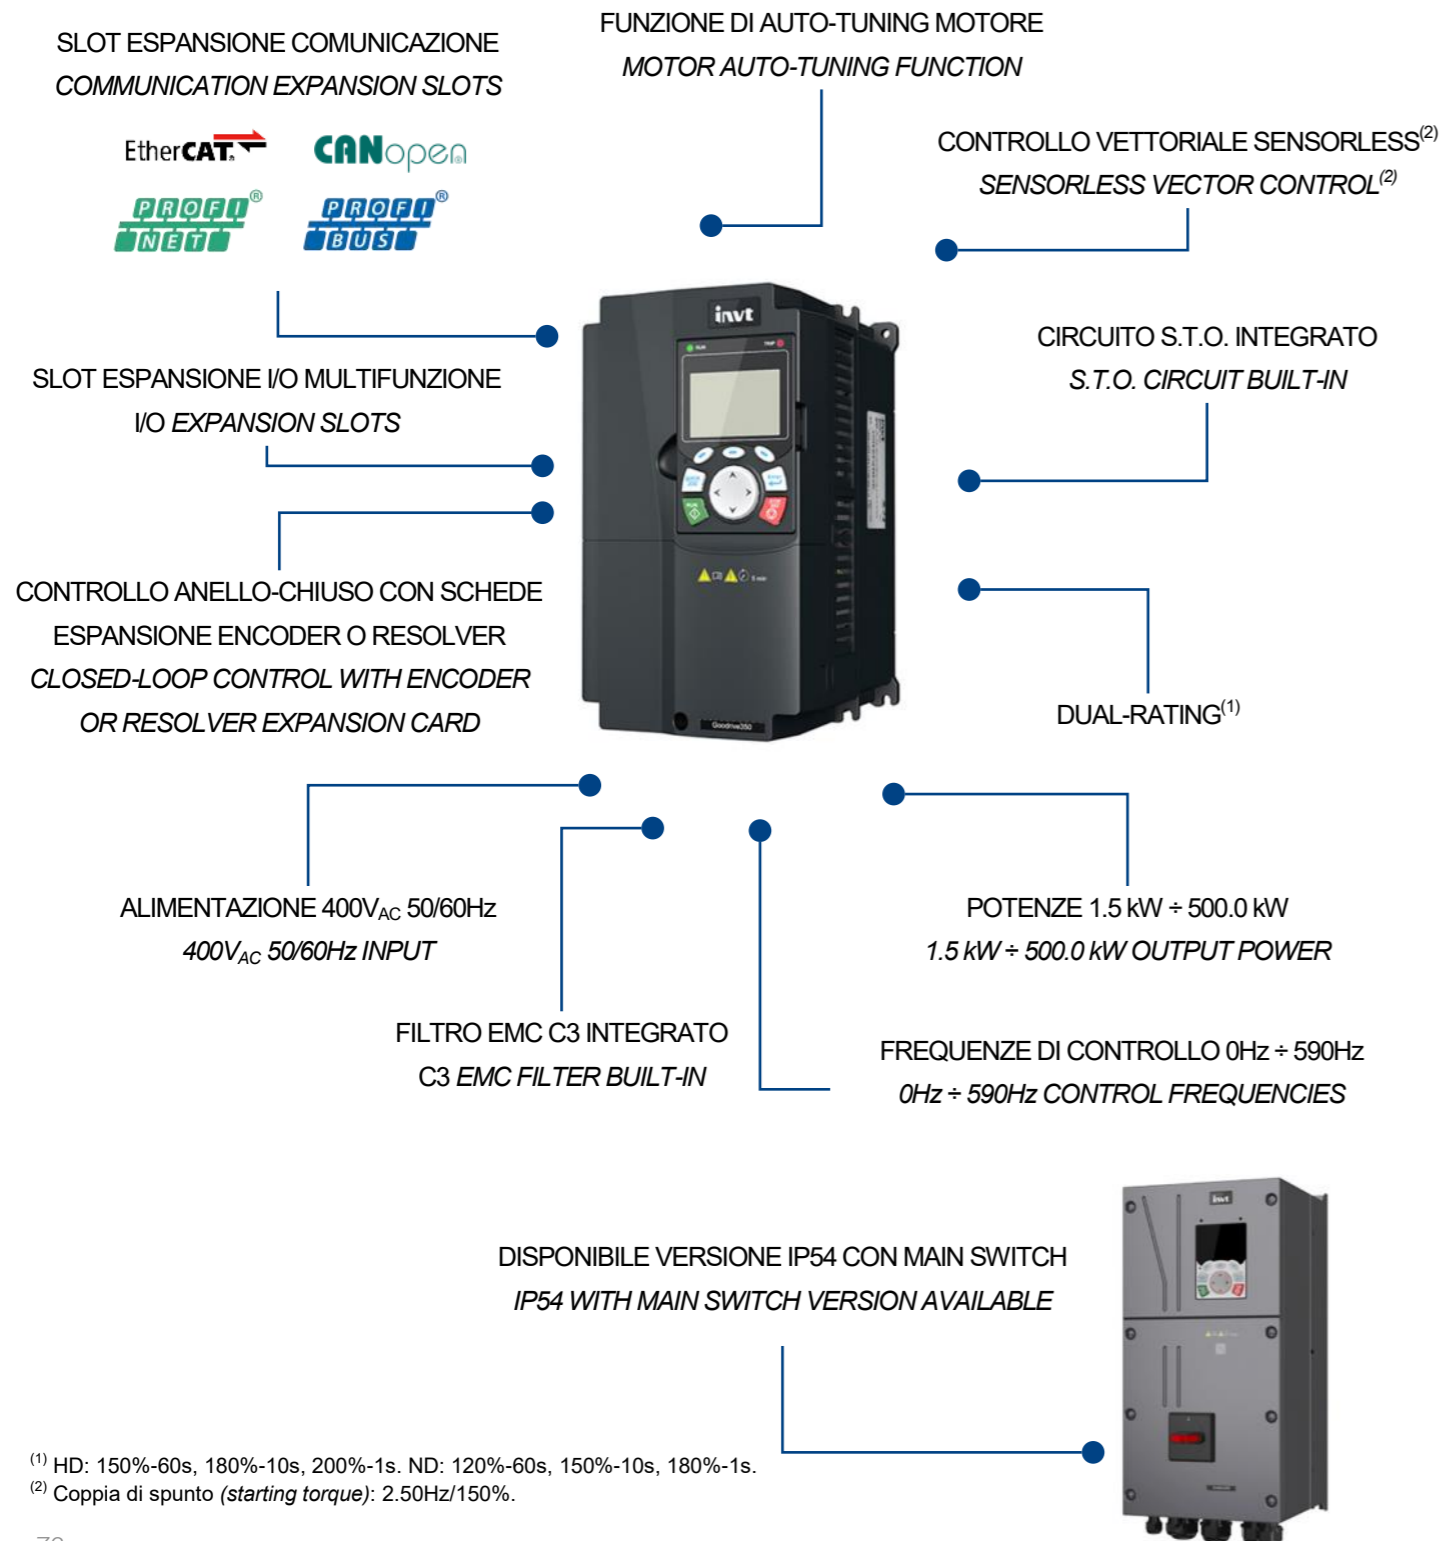 SLOT ESPANSIONE COMUNICAZIONE
COMMUNICATION EXPANSION SLOTS
EtherCAT
CANopen
PROFI
NET
PROFI
BUS
FUNZIONE DI AUTO-TUNING MOTORE
MOTOR AUTO-TUNING FUNCTION
CONTROLLO VETTORIALE SENSORLESS(2)
SENSORLESS VECTOR CONTROL(2)
SLOT ESPANSIONE I/O MULTIFUNZIONE
I/O EXPANSION SLOTS
CIRCUITO S.T.O. INTEGRATO
S.T.O. CIRCUIT BUILT-IN
invt
RUN
TRIP
5 min
Goodrive350
CONTROLLO ANELLO-CHIUSO CON SCHEDE
ESPANSIONE ENCODER O RESOLVER
CLOSED-LOOP CONTROL WITH ENCODER
OR RESOLVER EXPANSION CARD
DUAL-RATING(1)
ALIMENTAZIONE 400VAC 50/60Hz
400VAC 50/60Hz INPUT
POTENZE 1.5 kW ÷ 500.0 kW
1.5 kW ÷ 500.0 kW OUTPUT POWER
FILTRO EMC C3 INTEGRATO
C3 EMC FILTER BUILT-IN
FREQUENZE DI CONTROLLO 0Hz ÷ 590Hz
0Hz ÷ 590Hz CONTROL FREQUENCIES
DISPONIBILE VERSIONE IP54 CON MAIN SWITCH
IP54 WITH MAIN SWITCH VERSION AVAILABLE
invt
(1) HD: 150%-60s, 180%-10s, 200%-1s. ND: 120%-60s, 150%-10s, 180%-1s.
(2) Coppia di spunto (starting torque): 2.50Hz/150%.